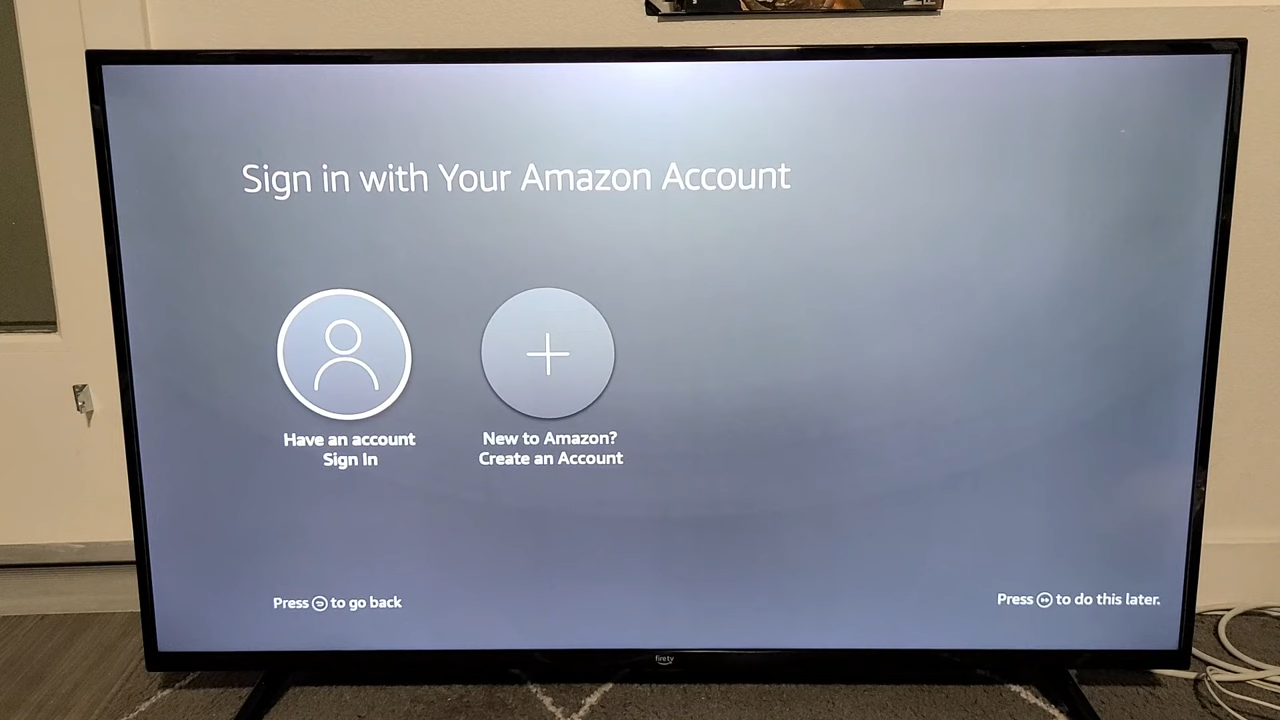 Sign in with Your Amazon Account
Have an account
Sign In
New to Amazon?
Create an Account
Press to go back
Press to do this later.
firetv